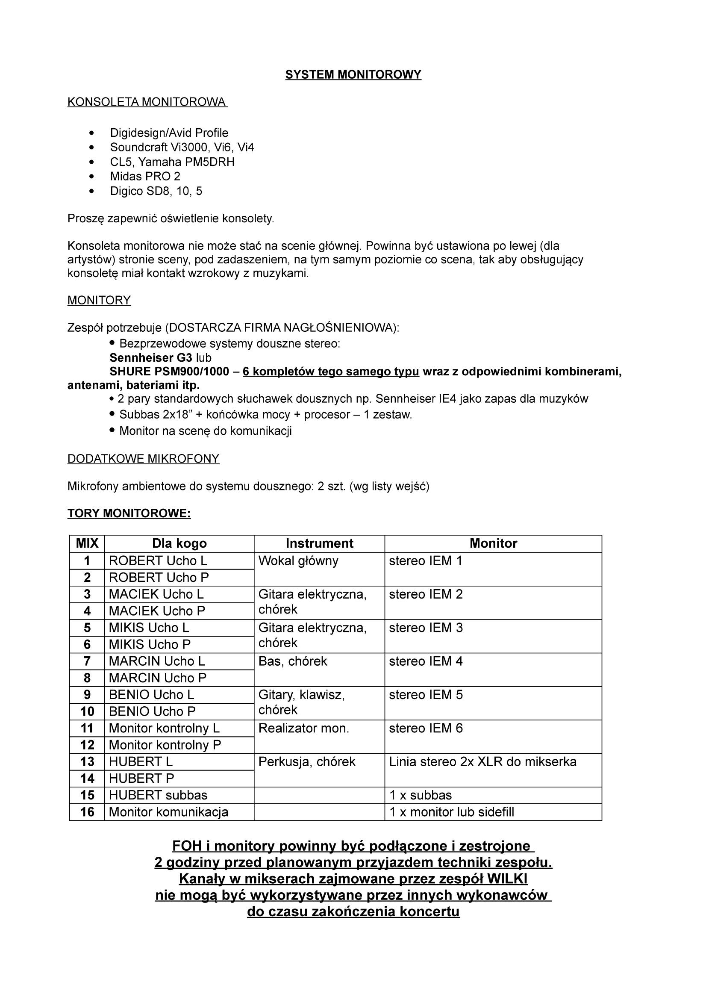 SYSTEM MONITOROWY
KONSOLETA MONITOROWA
• Digidesign/Avid Profile
• Soundcraft Vi3000, Vi6, Vi4
• CL5, Yamaha PM5DRH
• Midas PRO 2
• Digico SD8, 10, 5
Proszę zapewnić oświetlenie konsolety.
Konsoleta monitorowa nie może stać na scenie głównej. Powinna być ustawiona po lewej (dla
artystów) stronie sceny, pod zadaszeniem, na tym samym poziomie co scena, tak aby obsługujący
konsoletę miał kontakt wzrokowy z muzykami.
MONITORY
Zespół potrzebuje (DOSTARCZA FIRMA NAGŁOŚNIENIOWA):
• Bezprzewodowe systemy douszne stereo:
Sennheiser G3 lub
SHURE PSM900/1000 – 6 kompletów tego samego typu wraz z odpowiednimi kombinerami,
antenami, bateriami itp.
• 2 pary standardowych słuchawek dousznych np. Sennheiser IE4 jako zapas dla muzyków
• Subbas 2x18” + końcówka mocy + procesor – 1 zestaw.
• Monitor na scenę do komunikacji
DODATKOWE MIKROFONY
Mikrofony ambientowe do systemu dousznego: 2 szt. (wg listy wejść)
TORY MONITOROWE:
MIX Dla kogo Instrument Monitor
1 ROBERT Ucho L Wokal główny stereo IEM 1
2 ROBERT Ucho P
3 MACIEK Ucho L Gitara elektryczna, stereo IEM 2
4 MACIEK Ucho P chórek
5 MIKIS Ucho L Gitara elektryczna, stereo IEM 3
6 MIKIS Ucho P chórek
7 MARCIN Ucho L Bas, chórek stereo IEM 4
8 MARCIN Ucho P
9 BENIO Ucho L Gitary, klawisz, stereo IEM 5
10 BENIO Ucho P chórek
11 Monitor kontrolny L Realizator mon. stereo IEM 6
12 Monitor kontrolny P
13 HUBERT L Perkusja, chórek Linia stereo 2x XLR do mikserka
14 HUBERT P
15 HUBERT subbas 1 x subbas
16 Monitor komunikacja 1 x monitor lub sidefill
FOH i monitory powinny być podłączone i zestrojone
2 godziny przed planowanym przyjazdem techniki zespołu.
Kanały w mikserach zajmowane przez zespół WILKI
nie mogą być wykorzystywane przez innych wykonawców
do czasu zakończenia koncertu